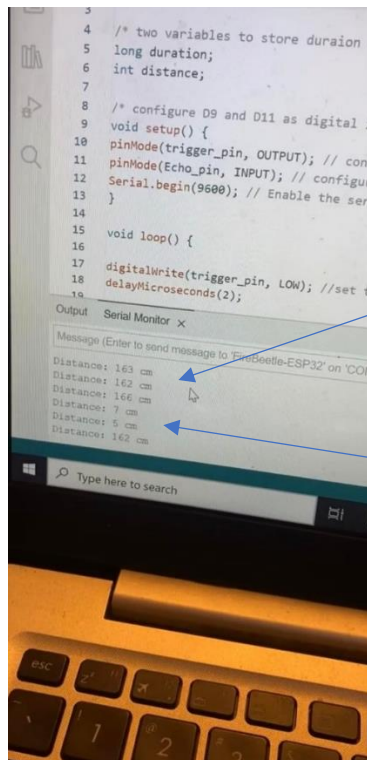 3
4 /* two variables to store duraion
5 long duration;
6 int distance;
7
8 /* configure D9 and D11 as digital
9 void setup() {
10 pinMode(trigger_pin, OUTPUT); // con
11 pinMode(Echo_pin, INPUT); // configu
12 Serial.begin(9600); // Enable the ser
13 }
14
15 void loop() {
16
17 digitalWrite(trigger_pin, LOW); //set t
18 delayMicroseconds(2);
19
Output Serial Monitor ×
Message (Enter to send message to 'FireBeetle-ESP32' on 'COM
Distance: 163 cm
Distance: 162 cm
Distance: 166 cm
Distance: 7 cm
Distance: 5 cm
Distance: 162 cm
Type here to search
esc
1 2 3